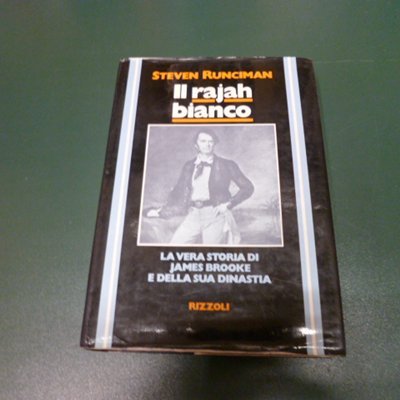 STEVEN RUNCIMAN
Il rajah
bianco
LA VERA STORIA DI
JAMES BROOKE
E DELLA SUA DINASTIA
RIZZOLI